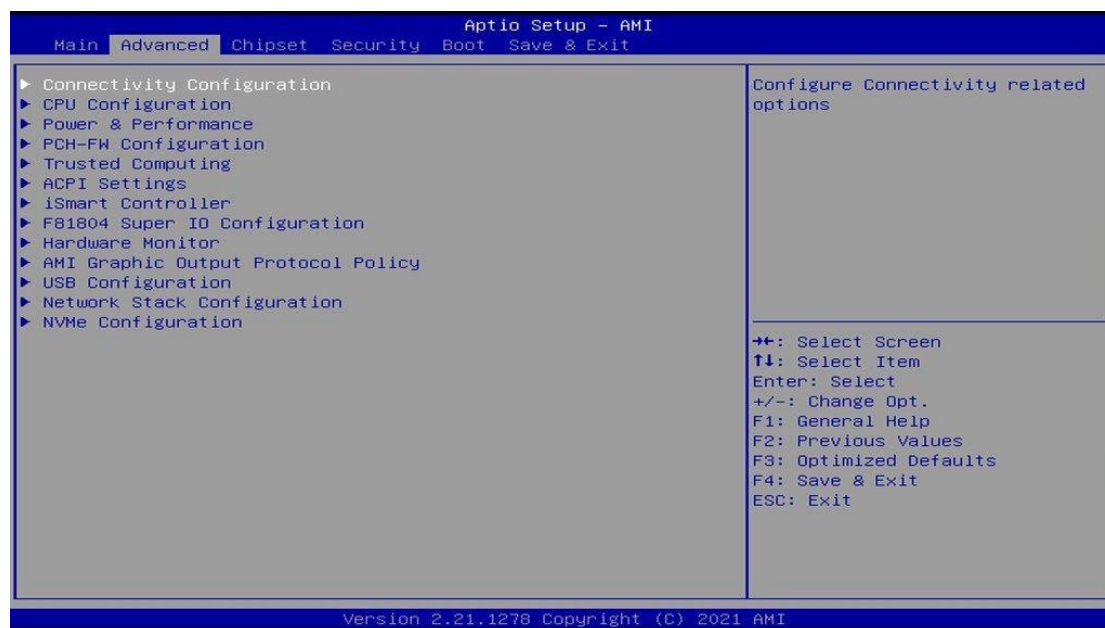 Aptio Setup – AMI
Main Advanced Chipset Security Boot Save & Exit
► Connectivity Configuration
► CPU Configuration
► Power & Performance
► PCH-FW Configuration
► Trusted Computing
► ACPI Settings
► iSmart Controller
► F81804 Super IO Configuration
► Hardware Monitor
► AMI Graphic Output Protocol Policy
► USB Configuration
► Network Stack Configuration
► NVMe Configuration
Configure Connectivity related
options
→←: Select Screen
↑↓: Select Item
Enter: Select
+/-: Change Opt.
F1: General Help
F2: Previous Values
F3: Optimized Defaults
F4: Save & Exit
ESC: Exit
Version 2.21.1278 Copyright (C) 2021 AMI